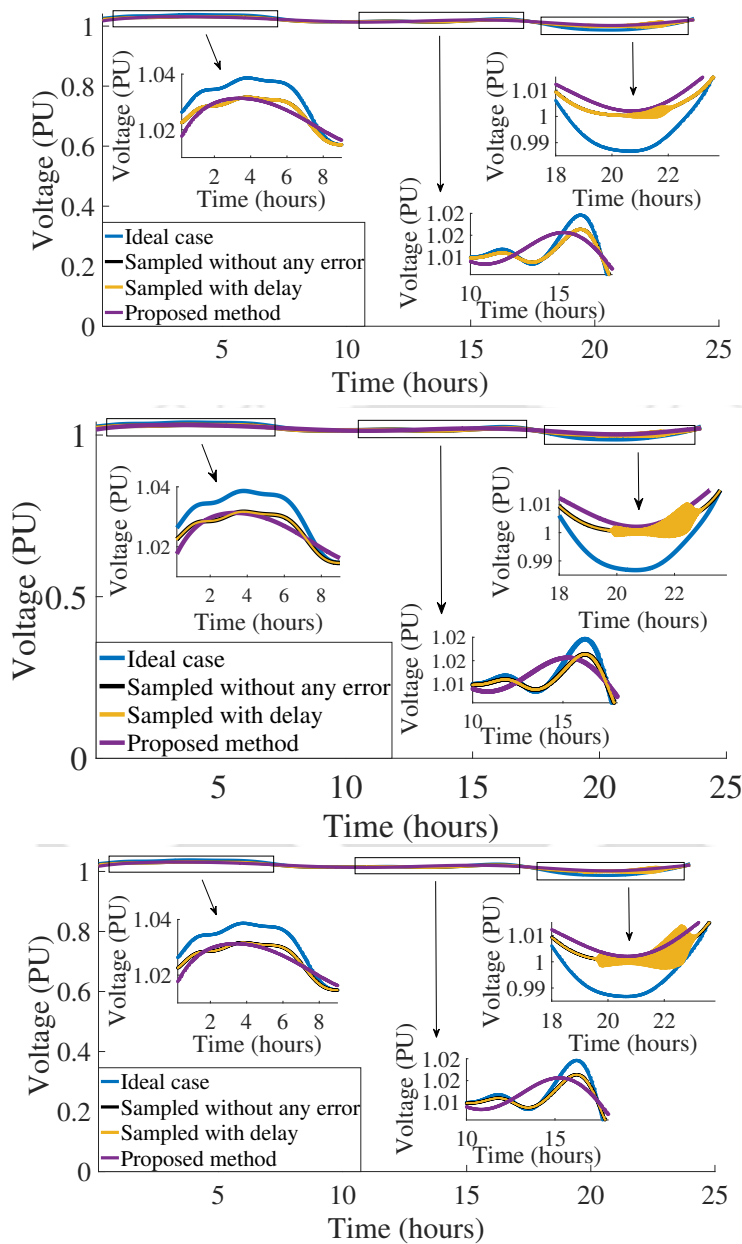 1
0.8
0.6
0.4
0.2
0
Voltage (PU)
5 10 15 20 25
Time (hours)
1.04
1.02
Voltage (PU)
2 4 6 8
Time (hours)
1.01
1
0.99
Voltage (PU)
18 20 22
Time (hours)
1.02
1.02
1.01
Voltage (PU)
10 15
Time (hours)
Ideal case
Sampled without any error
Sampled with delay
Proposed method
1
0.5
0
Voltage (PU)
5 10 15 20 25
Time (hours)
1.04
1.02
Voltage (PU)
2 4 6 8
Time (hours)
1.01
1
0.99
Voltage (PU)
18 20 22
Time (hours)
1.02
1.02
1.01
Voltage (PU)
10 15
Time (hours)
Ideal case
Sampled without any error
Sampled with delay
Proposed method
1
0.8
0.6
0.4
0.2
0
Voltage (PU)
5 10 15 20 25
Time (hours)
1.04
1.02
Voltage (PU)
2 4 6 8
Time (hours)
1.01
1
0.99
Voltage (PU)
18 20 22
Time (hours)
1.02
1.02
1.01
Voltage (PU)
10 15
Time (hours)
Ideal case
Sampled without any error
Sampled with delay
Proposed method